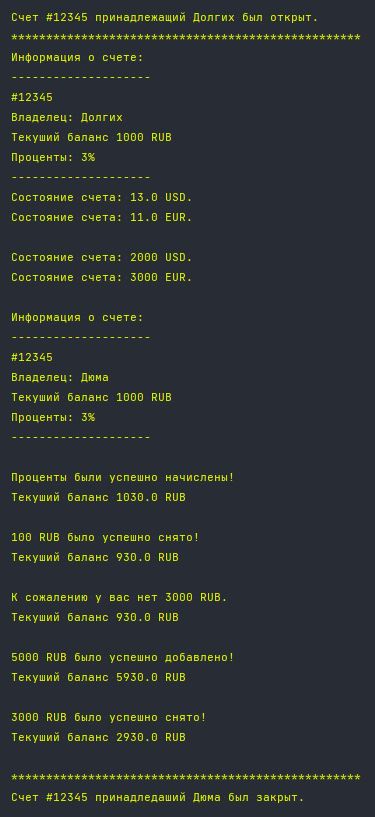 Счет #12345 принадлежащий Долгих был открыт.
**************************************************
Информация о счете:
--------------------
#12345
Владелец: Долгих
Текуший баланс 1000 RUB
Проценты: 3%
--------------------
Состояние счета: 13.0 USD.
Состояние счета: 11.0 EUR.
Состояние счета: 2000 USD.
Состояние счета: 3000 EUR.
Информация о счете:
--------------------
#12345
Владелец: Дюма
Текуший баланс 1000 RUB
Проценты: 3%
--------------------
Проценты были успешно начислены!
Текуший баланс 1030.0 RUB
100 RUB было успешно снято!
Текуший баланс 930.0 RUB
К сожалению у вас нет 3000 RUB.
Текуший баланс 930.0 RUB
5000 RUB было успешно добавлено!
Текуший баланс 5930.0 RUB
3000 RUB было успешно снято!
Текуший баланс 2930.0 RUB
**************************************************
Счет #12345 принадледаший Дюма был закрыт.